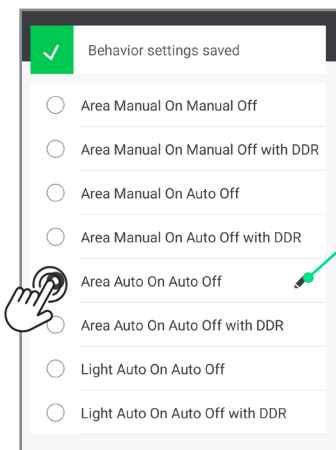 Behavior settings saved
Area Manual On Manual Off
Area Manual On Manual Off with DDR
Area Manual On Auto Off
Area Manual On Auto Off with DDR
Area Auto On Auto Off
Area Auto On Auto Off with DDR
Light Auto On Auto Off
Light Auto On Auto Off with DDR